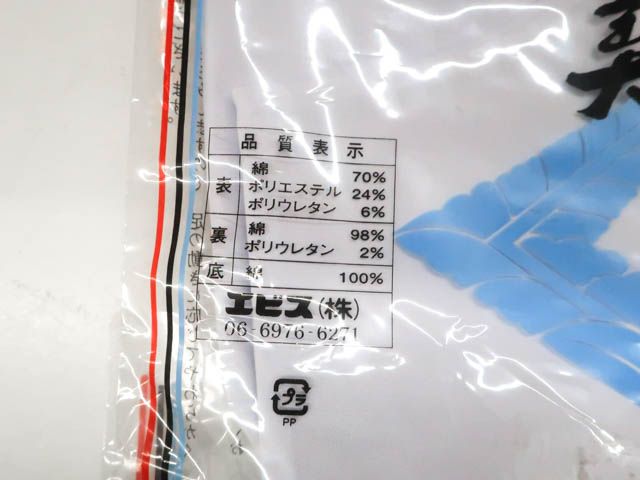 品質表示
表 綿 70%
ポリエステル 24%
ポリウレタン 6%
裏 綿 98%
ポリウレタン 2%
底 綿 100%
エビス(株)
06-6976-6271
プラ
PP